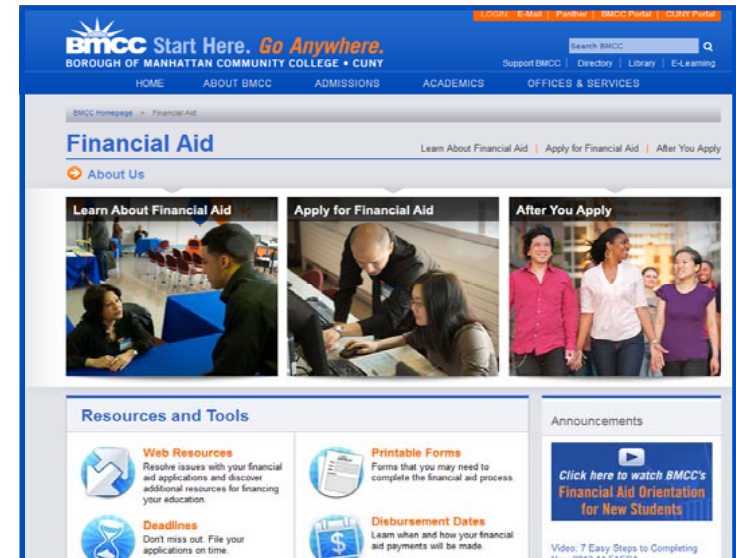 LOGIN: E-Mail | Panther | BMCC Portal | CUNY Portal
BMCC Start Here. Go Anywhere.
BOROUGH OF MANHATTAN COMMUNITY COLLEGE • CUNY
Search BMCC
Support BMCC | Directory | Library | E-Learning
HOME ABOUT BMCC ADMISSIONS ACADEMICS OFFICES & SERVICES
BMCC Homepage > Financial Aid
Financial Aid
Learn About Financial Aid | Apply for Financial Aid | After You Apply
About Us
Learn About Financial Aid
Apply for Financial Aid
After You Apply
Resources and Tools
Web Resources
Resolve issues with your financial
aid applications and discover
additional resources for financing
your education.
Deadlines
Don't miss out. File your
applications on time.
Printable Forms
Forms that you may need to
complete the financial aid process.
Disbursement Dates
Learn when and how your financial
aid payments will be made.
Announcements
Click here to watch BMCC's
Financial Aid Orientation
for New Students
Video: 7 Easy Steps to Completing